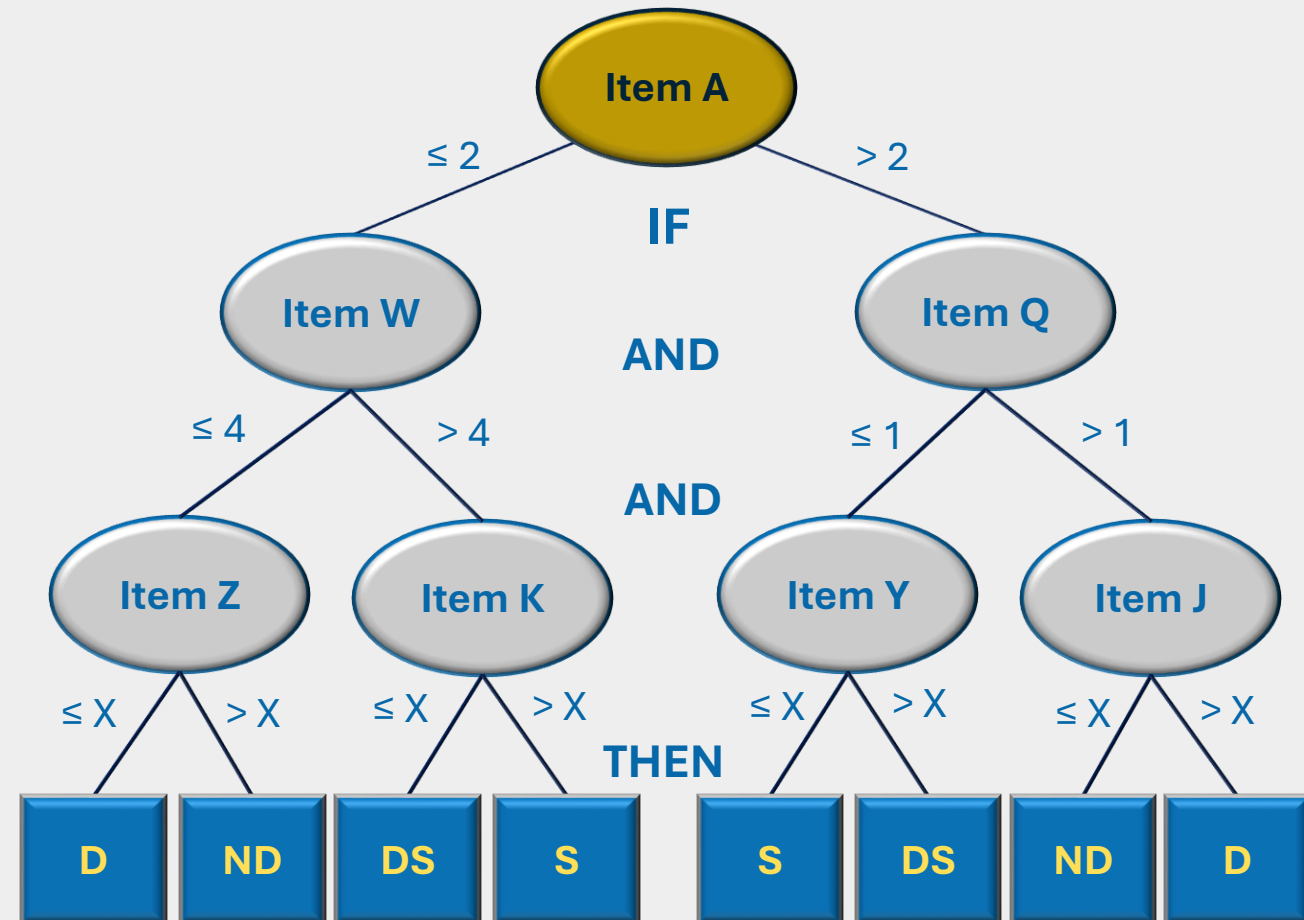 Item A
≤ 2
> 2
IF
Item W
Item Q
AND
≤ 4
> 4
≤ 1
> 1
AND
Item Z
Item K
Item Y
Item J
≤ X
> X
≤ X
> X
≤ X
> X
≤ X
> X
THEN
D
ND
DS
S
S
DS
ND
D